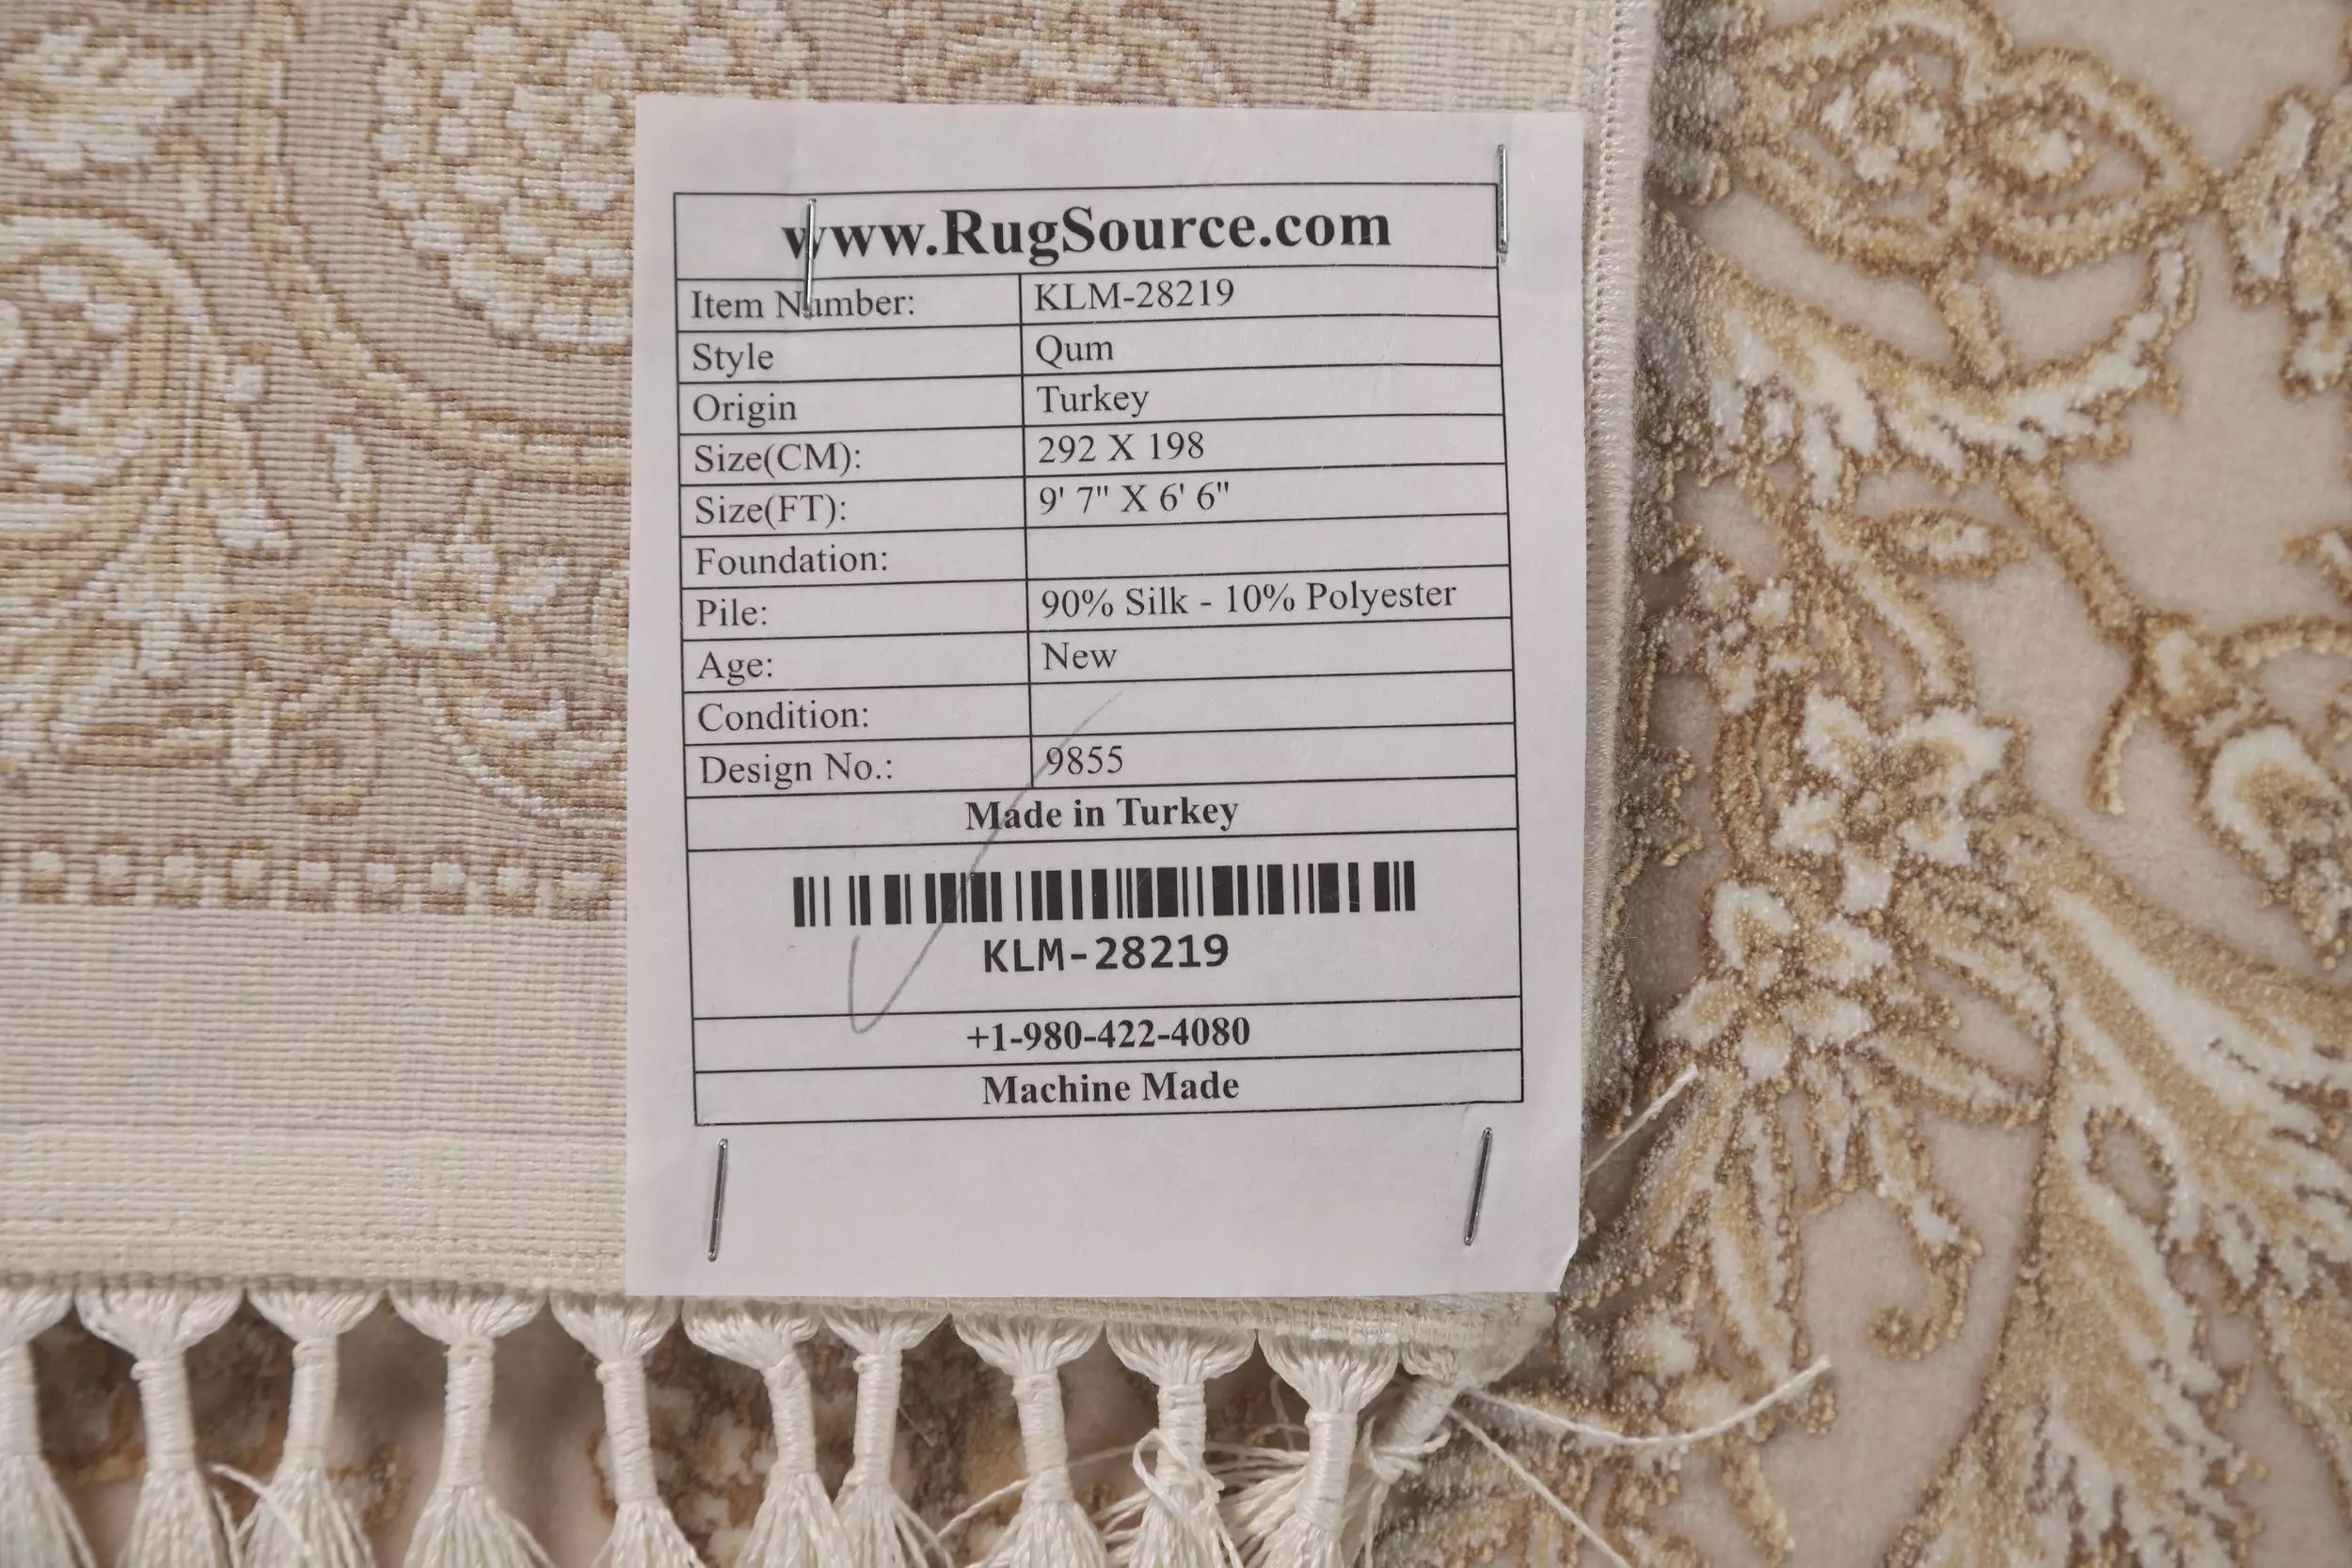 www.RugSource.com
Item Number: KLM-28219
Style Qum
Origin Turkey
Size(CM): 292 X 198
Size(FT): 9' 7" X 6' 6"
Foundation:
Pile: 90% Silk - 10% Polyester
Age: New
Condition:
Design No.: 9855
Made in Turkey
KLM-28219
+1-980-422-4080
Machine Made